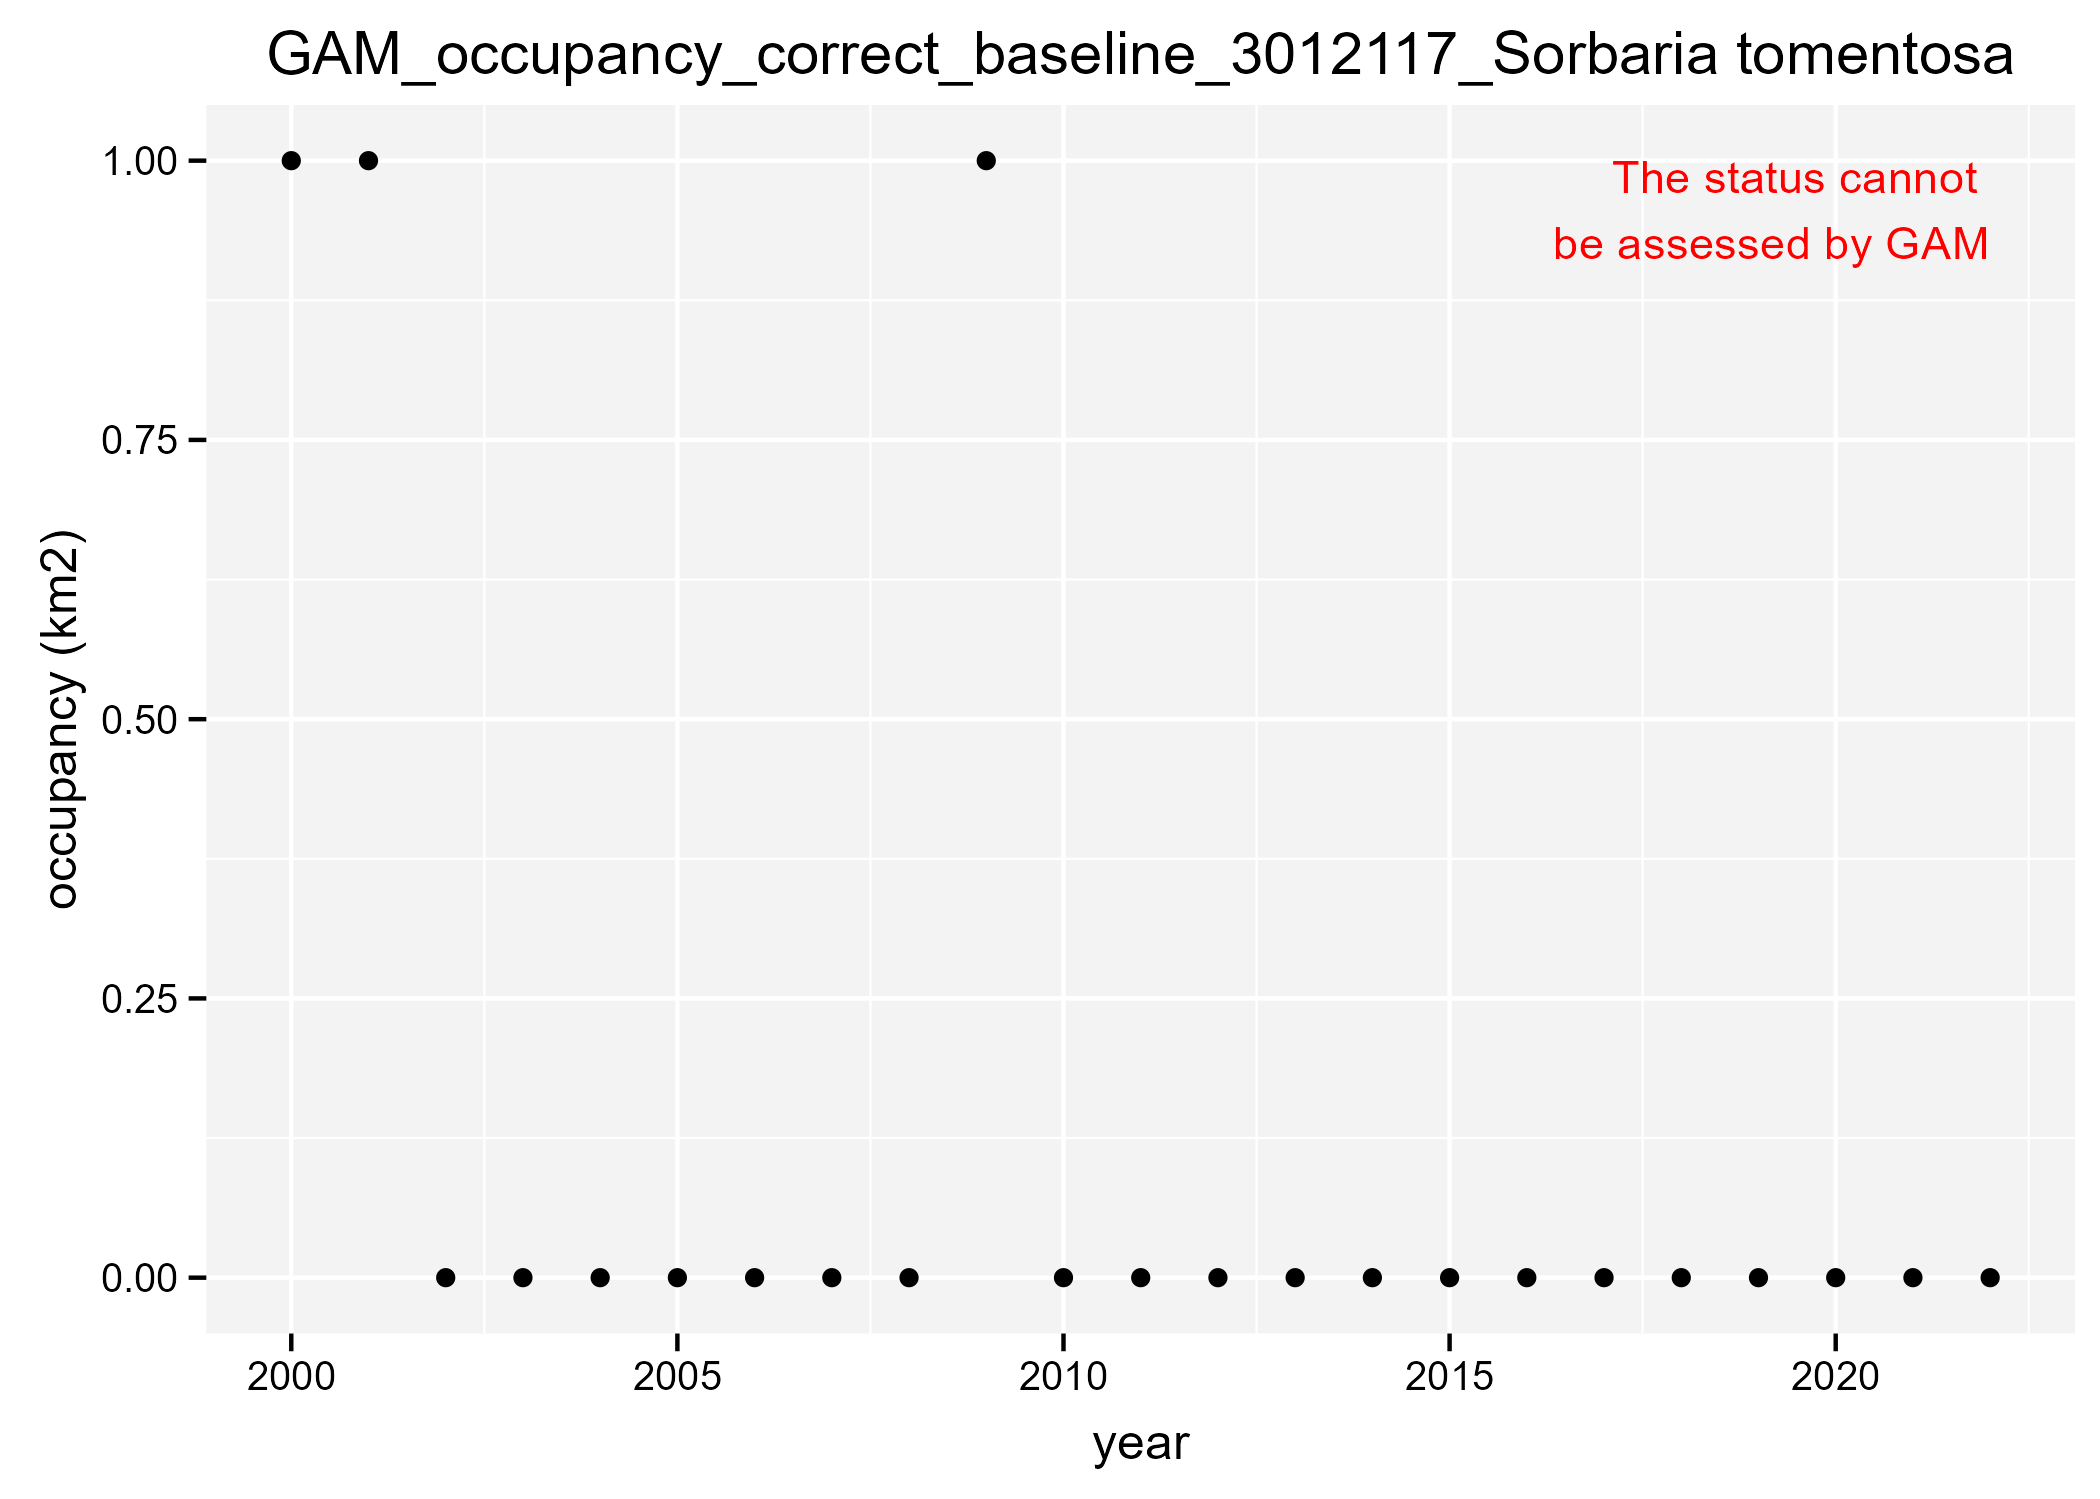 GAM_occupancy_correct_baseline_3012117_Sorbaria tomentosa
The status cannot
be assessed by GAM
occupancy (km2)
1.00
0.75
0.50
0.25
0.00
2000 2005 2010 2015 2020
year